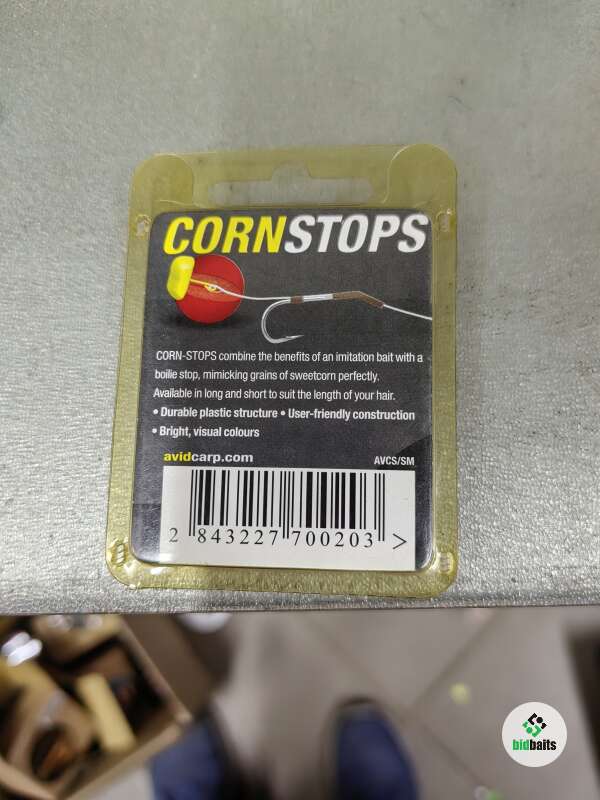 CORNSTOPS
CORN-STOPS combine the benefits of an imitation bait with a
boilie stop, mimicking grains of sweetcorn perfectly.
Available in long and short to suit the length of your hair.
• Durable plastic structure • User-friendly construction
• Bright, visual colours
avidcarp.com
AVCS/SM
2 843227 700203 >
bidbaits